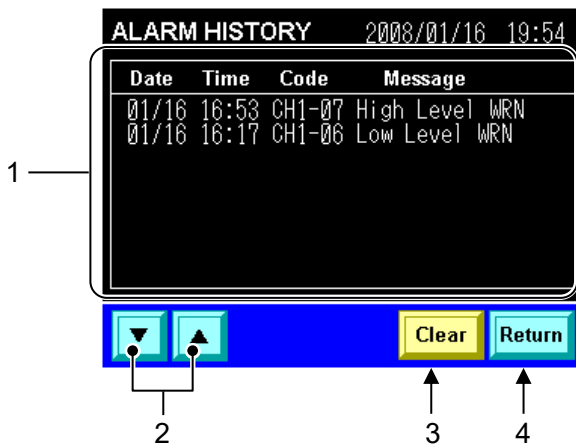 ALARM HISTORY 2008/01/16 19:54
Date Time Code Message
01/16 16:53 CH1-07 High Level WRN
01/16 16:17 CH1-06 Low Level WRN
1
▼ ▲ Clear Return
2 3 4